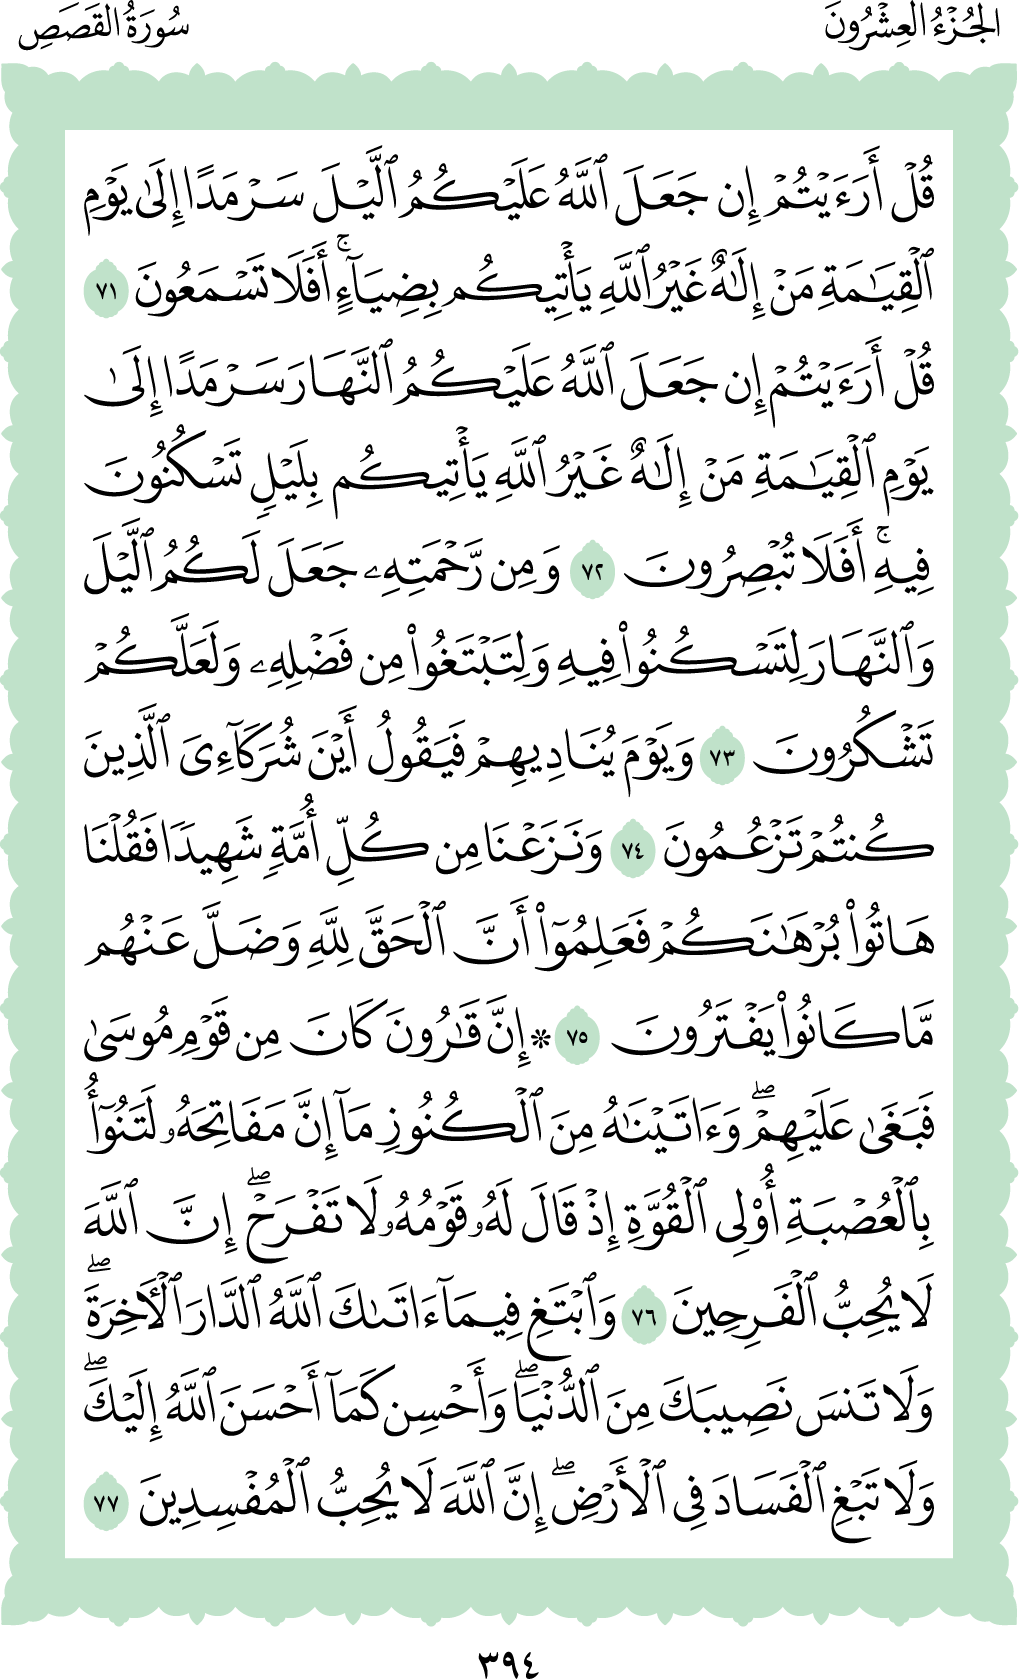 الجُزْءُ العِشْرُونَ
سُورَةُ القَصَصِ
قُلْ أَرَءَيْتُمْ إِن جَعَلَ ٱللَّهُ عَلَيْكُمُ ٱلَّيْلَ سَرْمَدًا إِلَىٰ يَوْمِ
ٱلْقِيَٰمَةِ مَنْ إِلَٰهٌ غَيْرُ ٱللَّهِ يَأْتِيكُم بِضِيَآءٍۚ أَفَلَا تَسْمَعُونَ ٧١
قُلْ أَرَءَيْتُمْ إِن جَعَلَ ٱللَّهُ عَلَيْكُمُ ٱلنَّهَارَ سَرْمَدًا إِلَىٰ
يَوْمِ ٱلْقِيَٰمَةِ مَنْ إِلَٰهٌ غَيْرُ ٱللَّهِ يَأْتِيكُم بِلَيْلٍ تَسْكُنُونَ
فِيهِۚ أَفَلَا تُبْصِرُونَ ٧٢ وَمِن رَّحْمَتِهِۦ جَعَلَ لَكُمُ ٱلَّيْلَ
وَٱلنَّهَارَ لِتَسْكُنُوا۟ فِيهِ وَلِتَبْتَغُوا۟ مِن فَضْلِهِۦ وَلَعَلَّكُمْ
تَشْكُرُونَ ٧٣ وَيَوْمَ يُنَادِيهِمْ فَيَقُولُ أَيْنَ شُرَكَآءِىَ ٱلَّذِينَ
كُنتُمْ تَزْعُمُونَ ٧٤ وَنَزَعْنَا مِن كُلِّ أُمَّةٍ شَهِيدًا فَقُلْنَا
هَاتُوا۟ بُرْهَٰنَكُمْ فَعَلِمُوٓا۟ أَنَّ ٱلْحَقَّ لِلَّهِ وَضَلَّ عَنْهُم
مَّا كَانُوا۟ يَفْتَرُونَ ٧٥ ۞ إِنَّ قَٰرُونَ كَانَ مِن قَوْمِ مُوسَىٰ
فَبَغَىٰ عَلَيْهِمْۖ وَءَاتَيْنَٰهُ مِنَ ٱلْكُنُوزِ مَآ إِنَّ مَفَاتِحَهُۥ لَتَنُوٓأُ
بِٱلْعُصْبَةِ أُو۟لِى ٱلْقُوَّةِ إِذْ قَالَ لَهُۥ قَوْمُهُۥ لَا تَفْرَحْۖ إِنَّ ٱللَّهَ
لَا يُحِبُّ ٱلْفَرِحِينَ ٧٦ وَٱبْتَغِ فِيمَآ ءَاتَىٰكَ ٱللَّهُ ٱلدَّارَ ٱلْـَٔاخِرَةَۖ
وَلَا تَنسَ نَصِيبَكَ مِنَ ٱلدُّنْيَاۖ وَأَحْسِن كَمَآ أَحْسَنَ ٱللَّهُ إِلَيْكَۖ
وَلَا تَبْغِ ٱلْفَسَادَ فِى ٱلْأَرْضِۖ إِنَّ ٱللَّهَ لَا يُحِبُّ ٱلْمُفْسِدِينَ ٧٧
٣٩٤